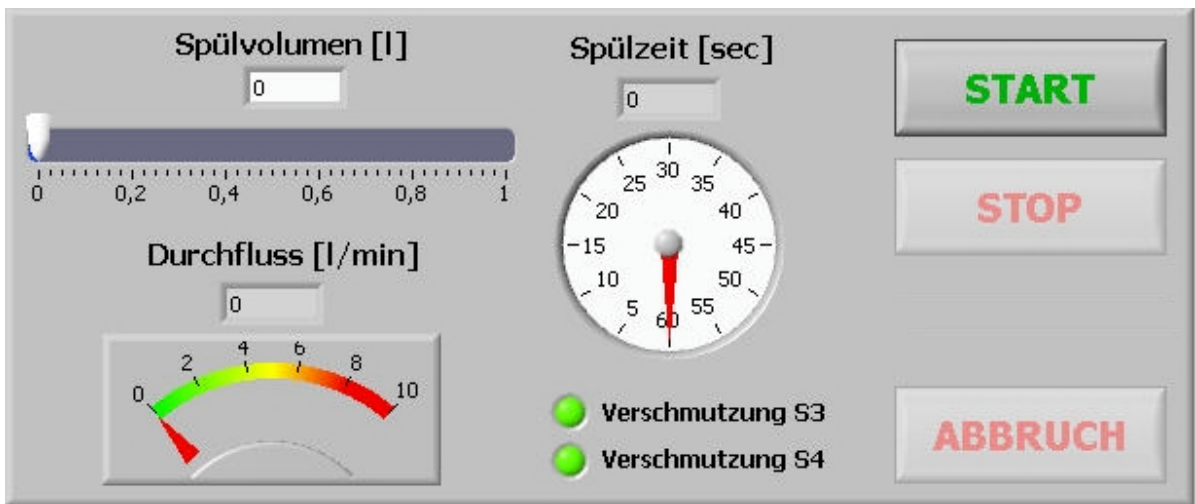 Spülvolumen [l]
0
0 0,2 0,4 0,6 0,8 1
Durchfluss [l/min]
0
0 2 4 6 8 10
Spülzeit [sec]
0
5 10 15 20 25 30 35 40 45 50 55 60
Verschmutzung S3
Verschmutzung S4
START
STOP
ABBRUCH